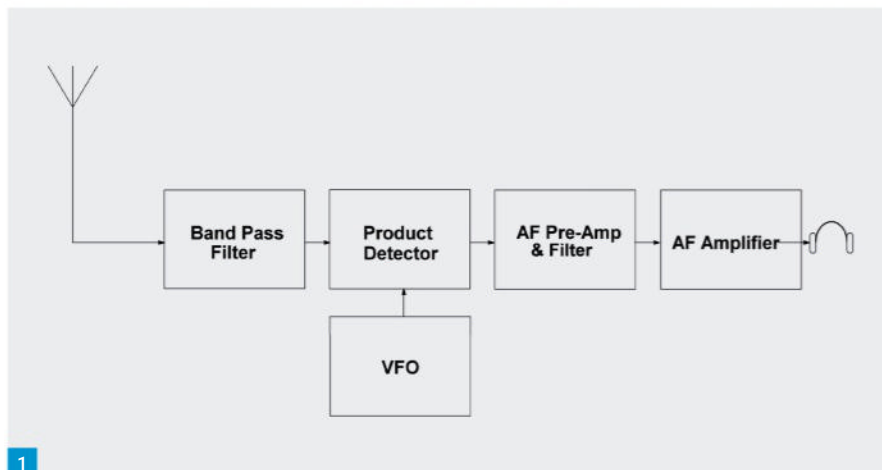 Band Pass
Filter
Product
Detector
AF Pre-Amp
& Filter
AF Amplifier
VFO
1